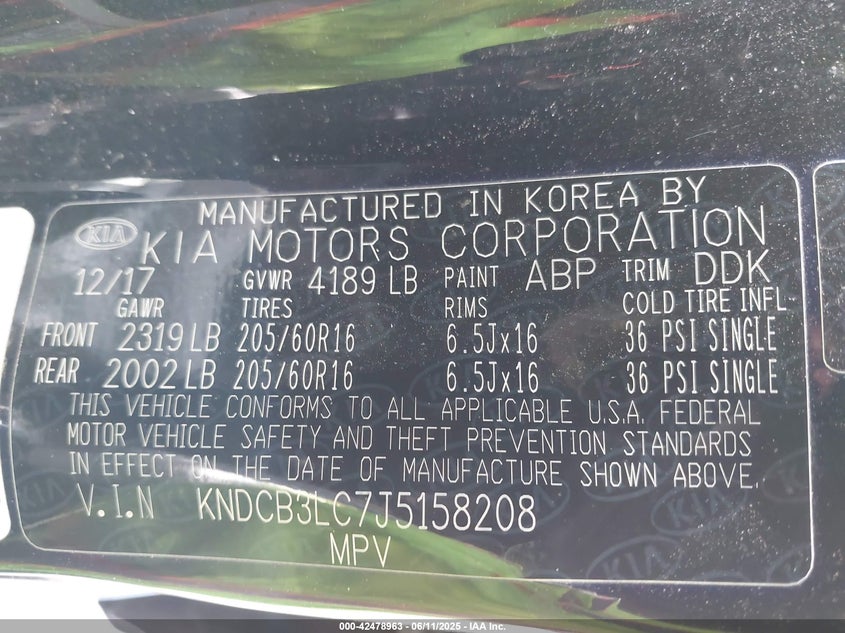 MANUFACTURED IN KOREA BY
KIA KIA MOTORS CORPORATION
12/17 GVWR 4189 LB PAINT ABP TRIM DDK
GAWR TIRES RIMS COLD TIRE INFL
FRONT 2319 LB 205/60R16 6.5Jx16 36 PSI SINGLE
REAR 2002 LB 205/60R16 6.5Jx16 36 PSI SINGLE
THIS VEHICLE CONFORMS TO ALL APPLICABLE U.S.A. FEDERAL
MOTOR VEHICLE SAFETY AND THEFT PREVENTION STANDARDS
IN EFFECT ON THE DATE OF MANUFACTURE SHOWN ABOVE.
V.I.N KNDCB3LC7J5158208
MPV
000-42478963 - 06/11/2025 - IAA Inc.